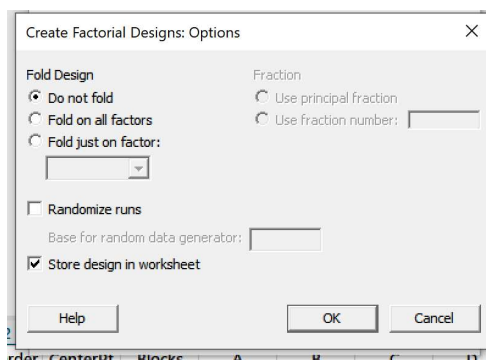 Create Factorial Designs: Options
Fold Design
Do not fold
Fold on all factors
Fold just on factor:
Fraction
Use principal fraction
Use fraction number:
Randomize runs
Base for random data generator:
Store design in worksheet
Help
OK
Cancel
2
rder CenterPt Blocks A B C D